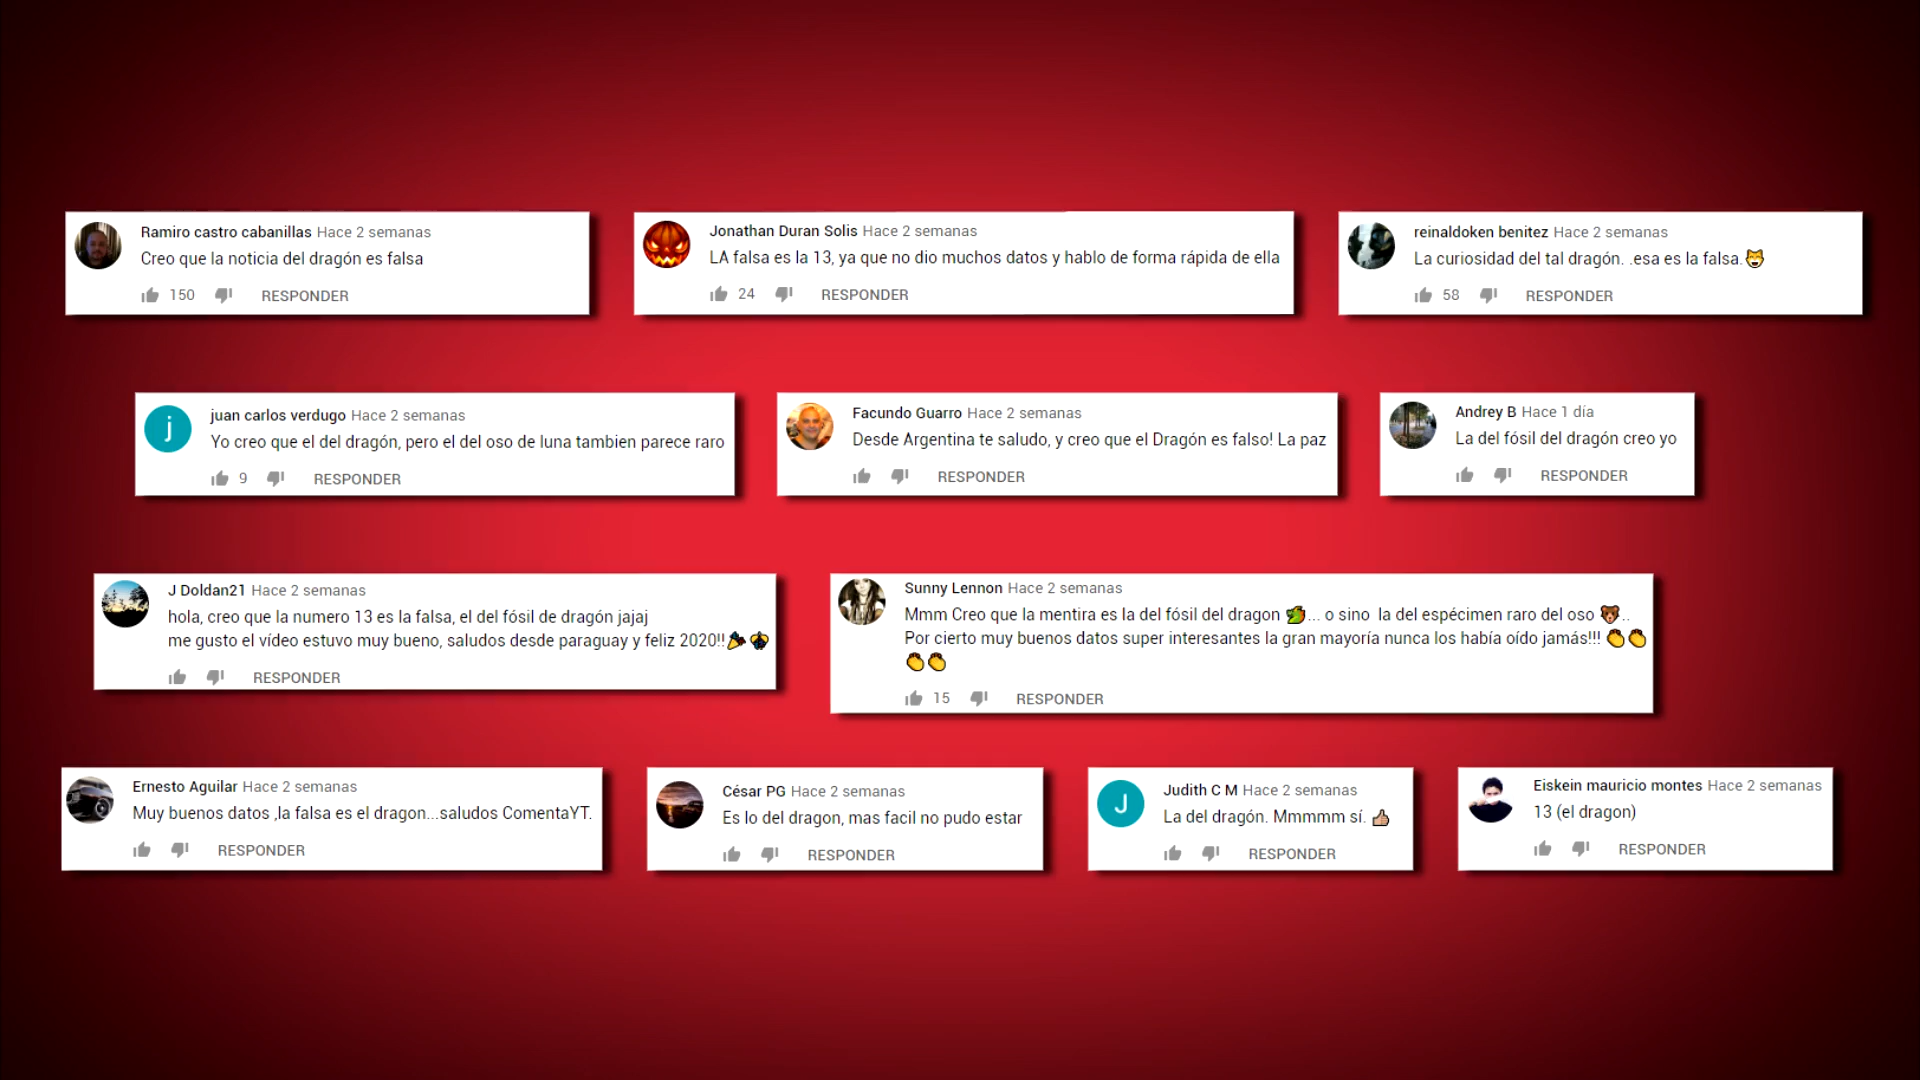 Ramiro castro cabanillas Hace 2 semanas
Creo que la noticia del dragón es falsa
150 RESPONDER
Jonathan Duran Solis Hace 2 semanas
LA falsa es la 13, ya que no dio muchos datos y hablo de forma rápida de ella
24 RESPONDER
reinaldoken benitez Hace 2 semanas
La curiosidad del tal dragón. .esa es la falsa.😹
58 RESPONDER
juan carlos verdugo Hace 2 semanas
Yo creo que el del dragón, pero el del oso de luna tambien parece raro
9 RESPONDER
Facundo Guarro Hace 2 semanas
Desde Argentina te saludo, y creo que el Dragón es falso! La paz
RESPONDER
Andrey B Hace 1 día
La del fósil del dragón creo yo
RESPONDER
J Doldan21 Hace 2 semanas
hola, creo que la numero 13 es la falsa, el del fósil de dragón jajaj
me gusto el vídeo estuvo muy bueno, saludos desde paraguay y feliz 2020!!
RESPONDER
Sunny Lennon Hace 2 semanas
Mmm Creo que la mentira es la del fósil del dragon 🐲... o sino la del espécimen raro del oso 🐻..
Por cierto muy buenos datos super interesantes la gran mayoría nunca los había oído jamás!!! 👏👏
👏👏
15 RESPONDER
Ernesto Aguilar Hace 2 semanas
Muy buenos datos ,la falsa es el dragon...saludos ComentaYT.
RESPONDER
César PG Hace 2 semanas
Es lo del dragon, mas facil no pudo estar
RESPONDER
J
Judith C M Hace 2 semanas
La del dragón. Mmmmm sí. 👍🏼
RESPONDER
Eiskein mauricio montes Hace 2 semanas
13 (el dragon)
RESPONDER